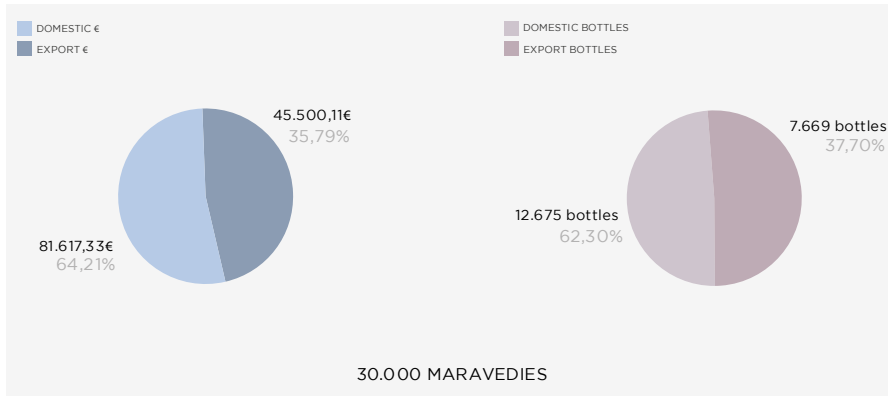 DOMESTIC €
EXPORT €
DOMESTIC BOTTLES
EXPORT BOTTLES
45.500,11€
35,79%
81.617,33€
64,21%
7.669 bottles
37,70%
12.675 bottles
62,30%
30.000 MARAVEDIES